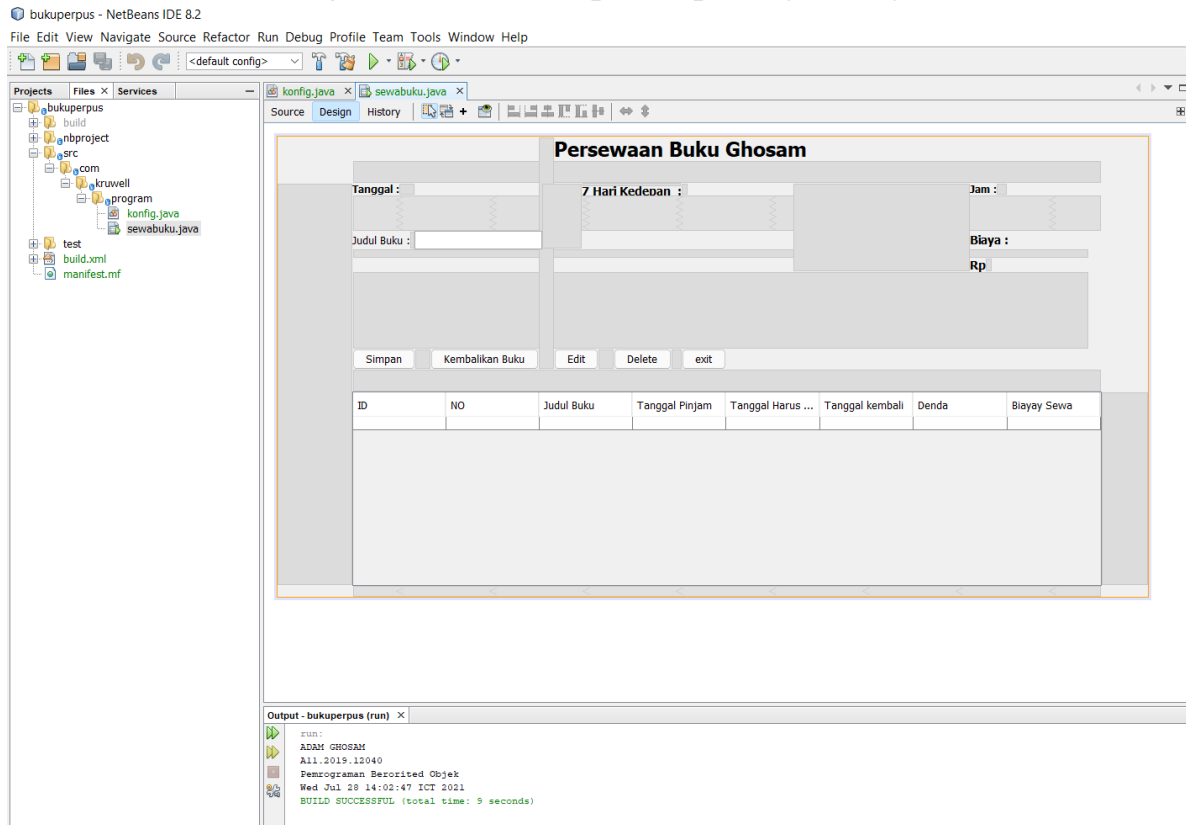 bukuperpus - NetBeans IDE 8.2
File Edit View Navigate Source Refactor Run Debug Profile Team Tools Window Help
<default config>
Projects Files Services
konfig.java sewabuku.java
Source Design History
bukuperpus
build
nbproject
src
com
kruwell
program
konfig.java
sewabuku.java
test
build.xml
manifest.mf
Persewaan Buku Ghosam
Tanggal : 7 Hari Kedepan : Jam :
Judul Buku : Biaya :
Rp
Simpan Kembalikan Buku Edit Delete exit
ID NO Judul Buku Tanggal Pinjam Tanggal Harus ... Tanggal kembali Denda Biayay Sewa
Output - bukuperpus (run)
run:
ADAM GHOSAM
A11.2019.12040
Pemrograman Berorited Objek
Wed Jul 28 14:02:47 ICT 2021
BUILD SUCCESSFUL (total time: 9 seconds)